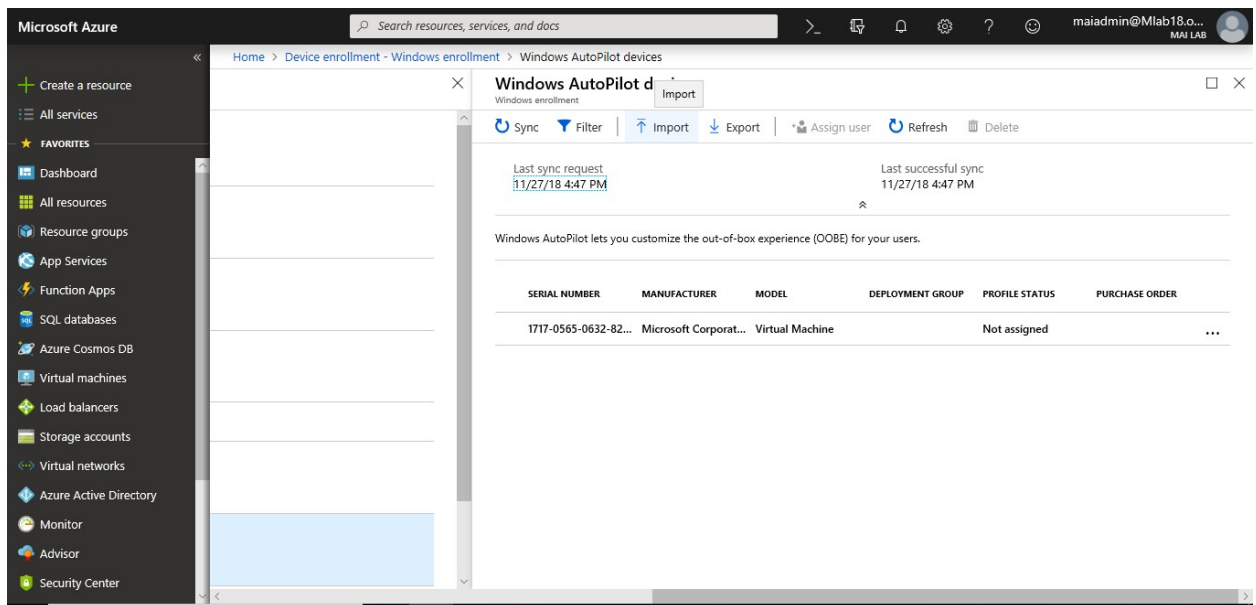 Microsoft Azure
Search resources, services, and docs
maiadmin@Mlab18.o...
MAI LAB
Home > Device enrollment - Windows enrollment > Windows AutoPilot devices
Create a resource
All services
FAVORITES
Dashboard
All resources
Resource groups
App Services
Function Apps
SQL databases
Azure Cosmos DB
Virtual machines
Load balancers
Storage accounts
Virtual networks
Azure Active Directory
Monitor
Advisor
Security Center
Windows AutoPilot d
Import
Windows enrollment
Sync Filter Import Export Assign user Refresh Delete
Last sync request
11/27/18 4:47 PM
Last successful sync
11/27/18 4:47 PM
Windows AutoPilot lets you customize the out-of-box experience (OOBE) for your users.
SERIAL NUMBER MANUFACTURER MODEL DEPLOYMENT GROUP PROFILE STATUS PURCHASE ORDER
1717-0565-0632-82... Microsoft Corporat... Virtual Machine Not assigned ...